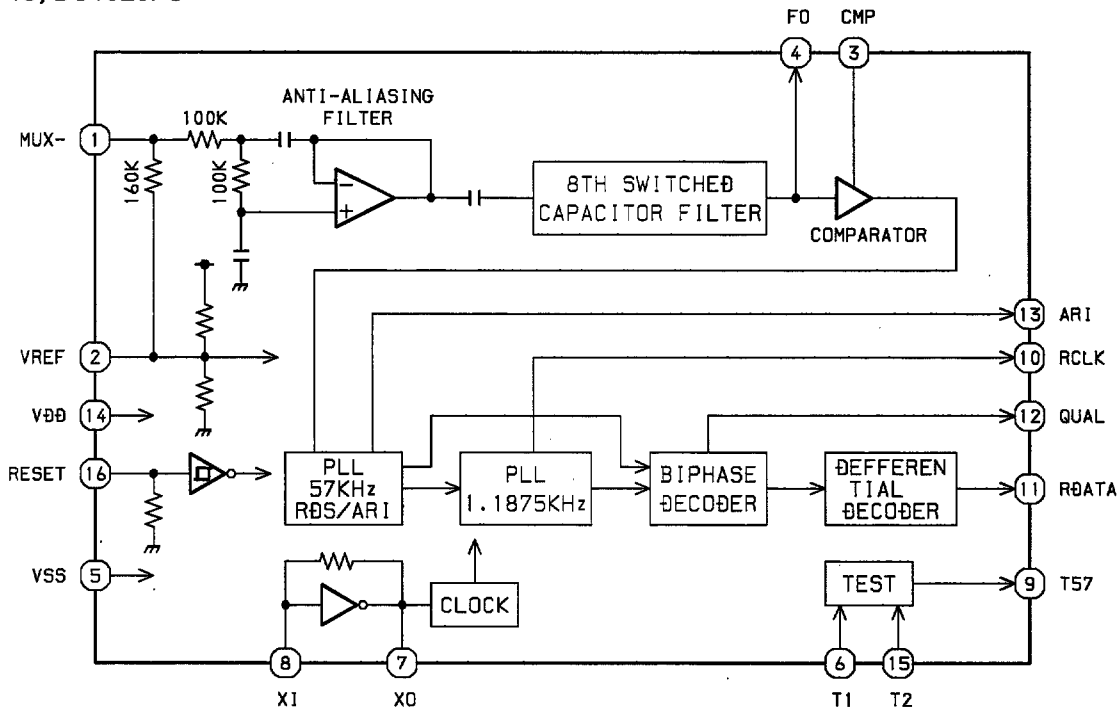 FO CMP
4 3
ANTI-ALIASING
FILTER
100K
MUX- 1
160K
100K
-
+
8TH SWITCHED
CAPACITOR FILTER
COMPARATOR
13 ARI
VREF 2
10 RCLK
VDD 14
12 QUAL
RESET 16
PLL
57KHz
RDS/ARI
PLL
1.1875KHz
BIPHASE
DECODER
DEFFEREN
TIAL
DECODER
11 RDATA
VSS 5
CLOCK
TEST
9 T57
8 7 6 15
XI XO T1 T2